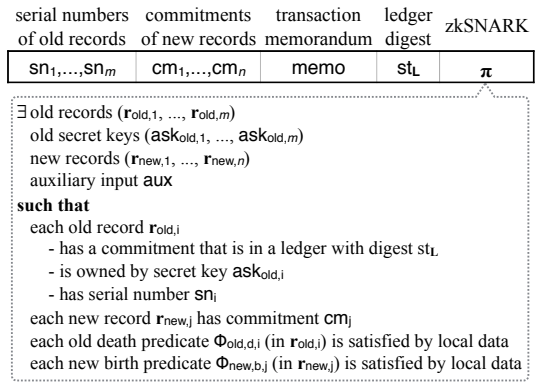 serial numbers of old records
commitments of new records
transaction memorandum
ledger digest
zkSNARK
sn1,...,snm cm1,...,cmn memo stL π
∃ old records (rold,1, ..., rold,m)
old secret keys (askold,1, ..., askold,m)
new records (rnew,1, ..., rnew,n)
auxiliary input aux
such that
each old record rold,i
- has a commitment that is in a ledger with digest stL
- is owned by secret key askold,i
- has serial number sni
each new record rnew,j has commitment cmj
each old death predicate Φold,d,i (in rold,i) is satisfied by local data
each new birth predicate Φnew,b,j (in rnew,j) is satisfied by local data